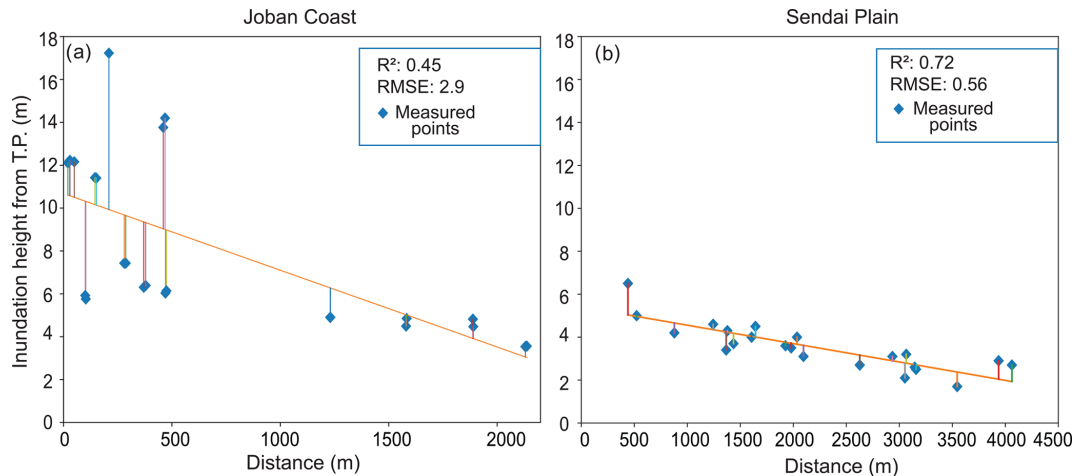 Joban Coast
Sendai Plain
(a)
R²: 0.45
RMSE: 2.9
Measured
points
Inundation height from T.P. (m)
18
16
14
12
10
8
6
4
2
0
0
500
1000
1500
2000
Distance (m)
(b)
R²: 0.72
RMSE: 0.56
Measured
points
18
16
14
12
10
8
6
4
2
0
0
500
1000
1500
2000
2500
3000
3500
4000
4500
Distance (m)